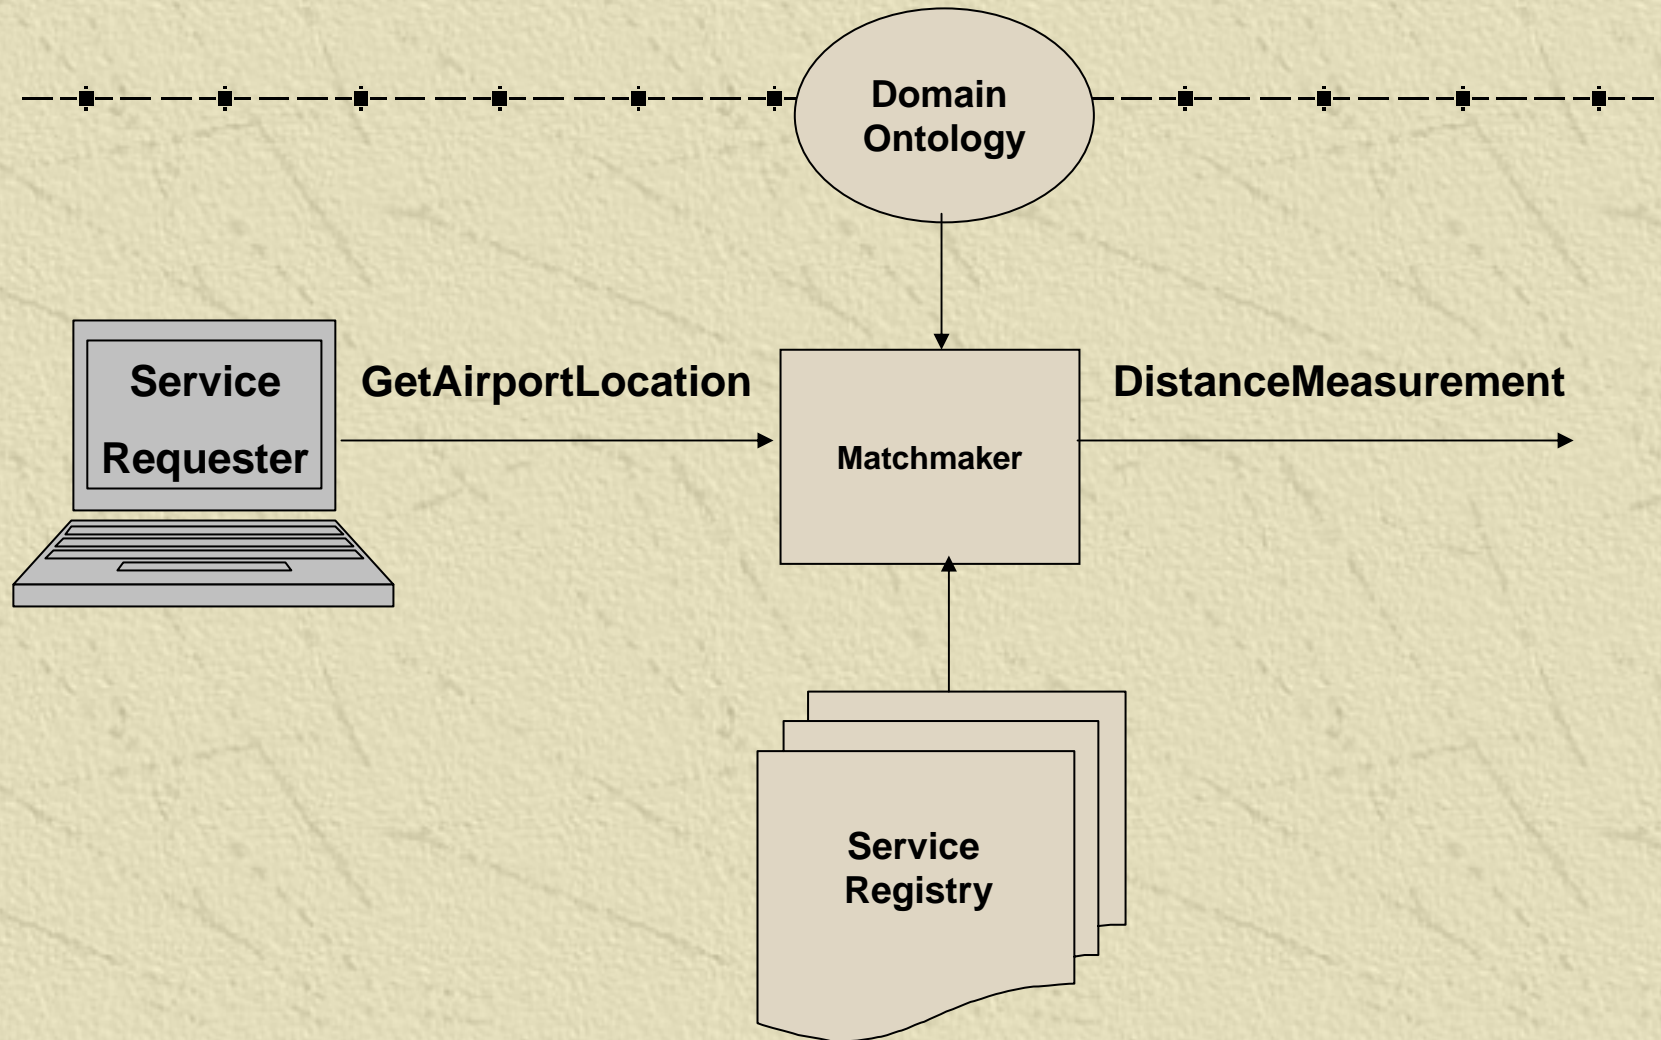 Domain
Ontology
Service
Requester
GetAirportLocation
Matchmaker
DistanceMeasurement
Service
Registry